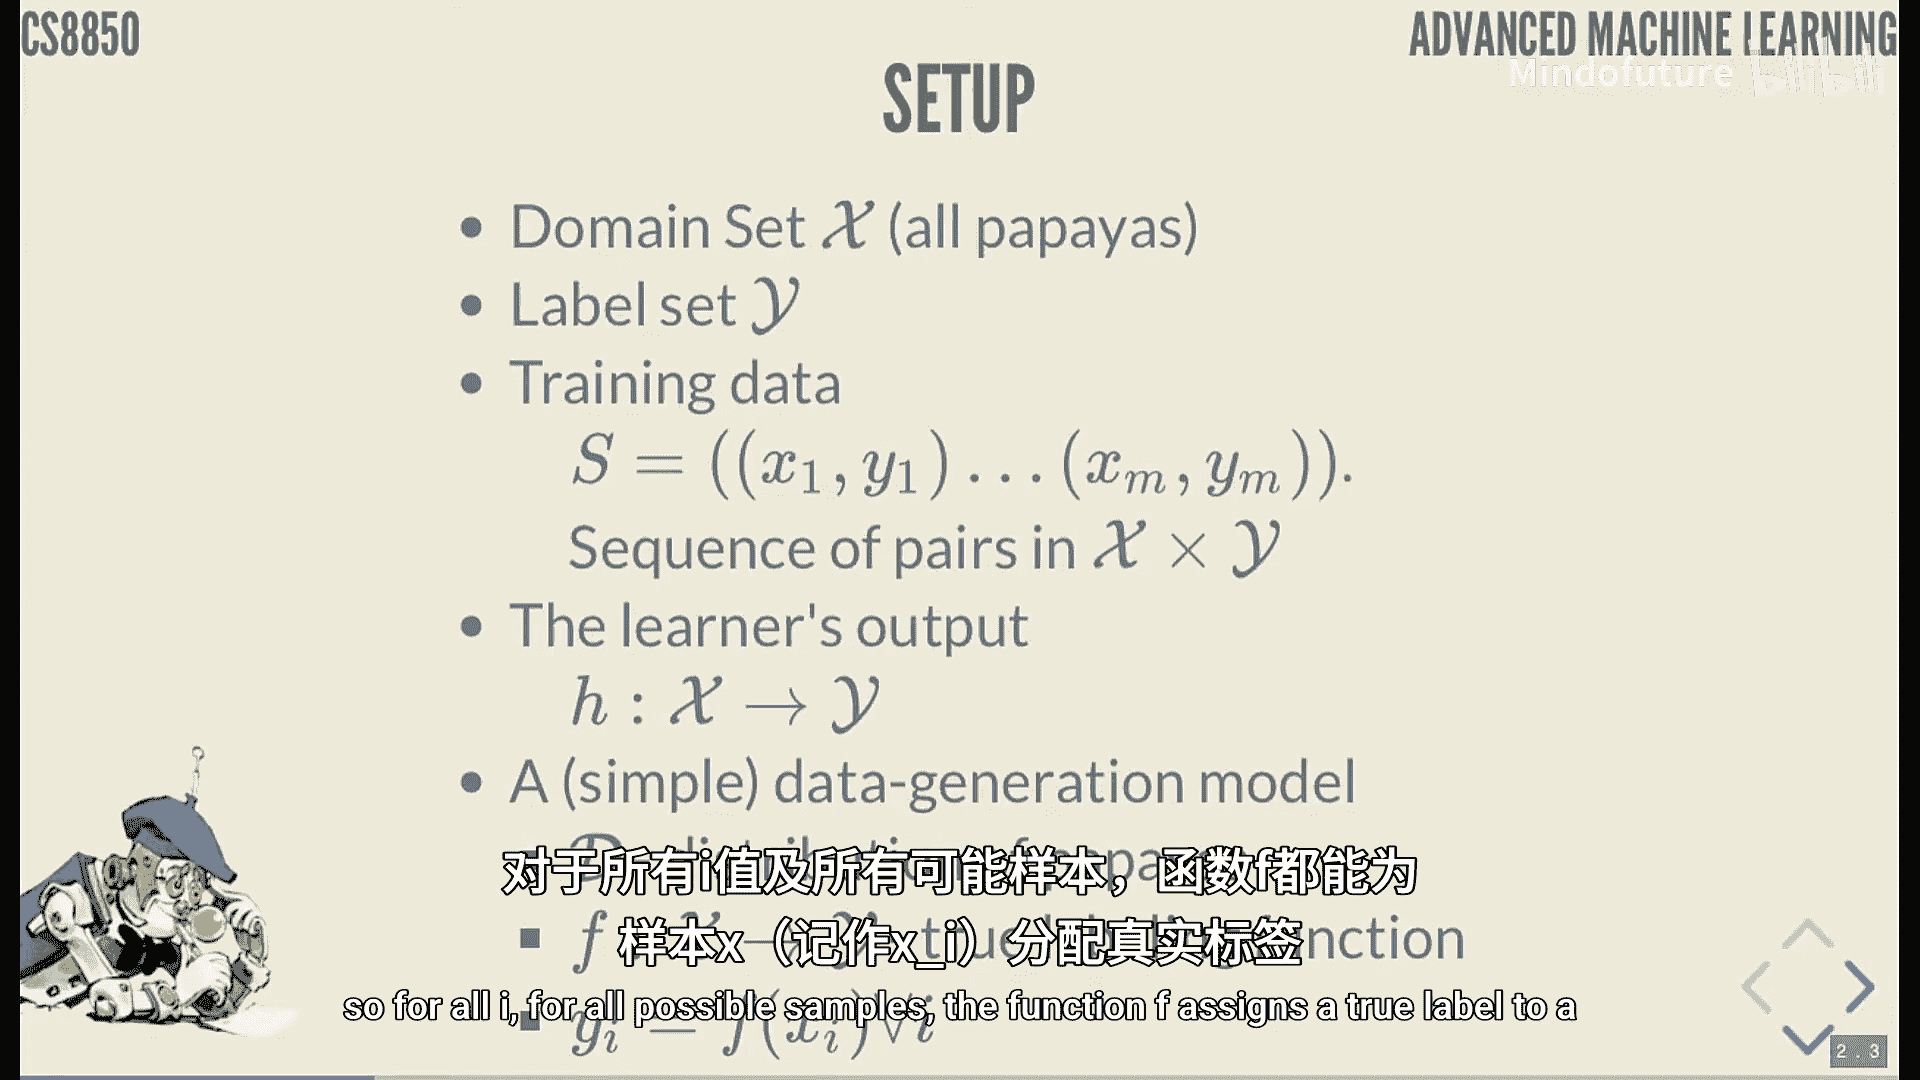 CS8850
ADVANCED MACHINE LEARNING
Mindofuture bilibili
SETUP
• Domain Set 𝒳 (all papayas)
• Label set 𝒴
• Training data
S = ((x₁, y₁) … (xₘ, yₘ)).
Sequence of pairs in 𝒳 × 𝒴
• The learner's output
h : 𝒳 → 𝒴
• A (simple) data-generation model
对于所有i值及所有可能样本，函数f都能为
样本x（记作x_i）分配真实标签
so for all i, for all possible samples, the function f assigns a true label to a
yᵢ = f(xᵢ)∀i
2.3